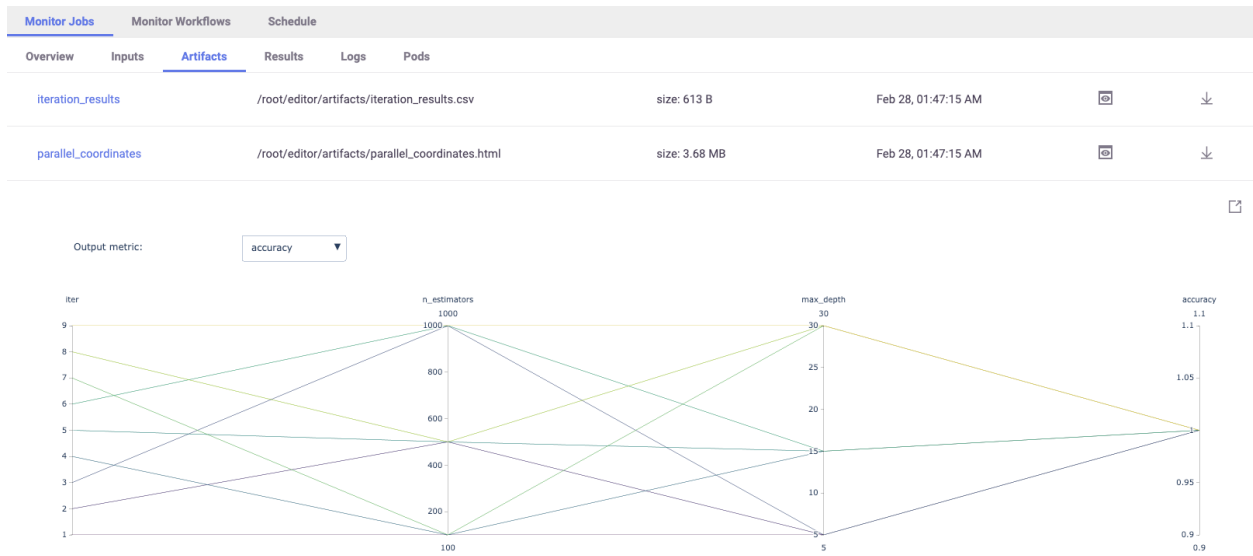 Monitor Jobs Monitor Workflows Schedule
Overview Inputs Artifacts Results Logs Pods
iteration_results /root/editor/artifacts/iteration_results.csv size: 613 B Feb 28, 01:47:15 AM
parallel_coordinates /root/editor/artifacts/parallel_coordinates.html size: 3.68 MB Feb 28, 01:47:15 AM
Output metric: accuracy
iter n_estimators max_depth accuracy
1000 30 1.1
9 1000 30 1.1
8
7
6
5
4
3
2
1
800
600
400
200
25
20
15
10
5
1.05
1
0.95
0.9
100 5 0.9